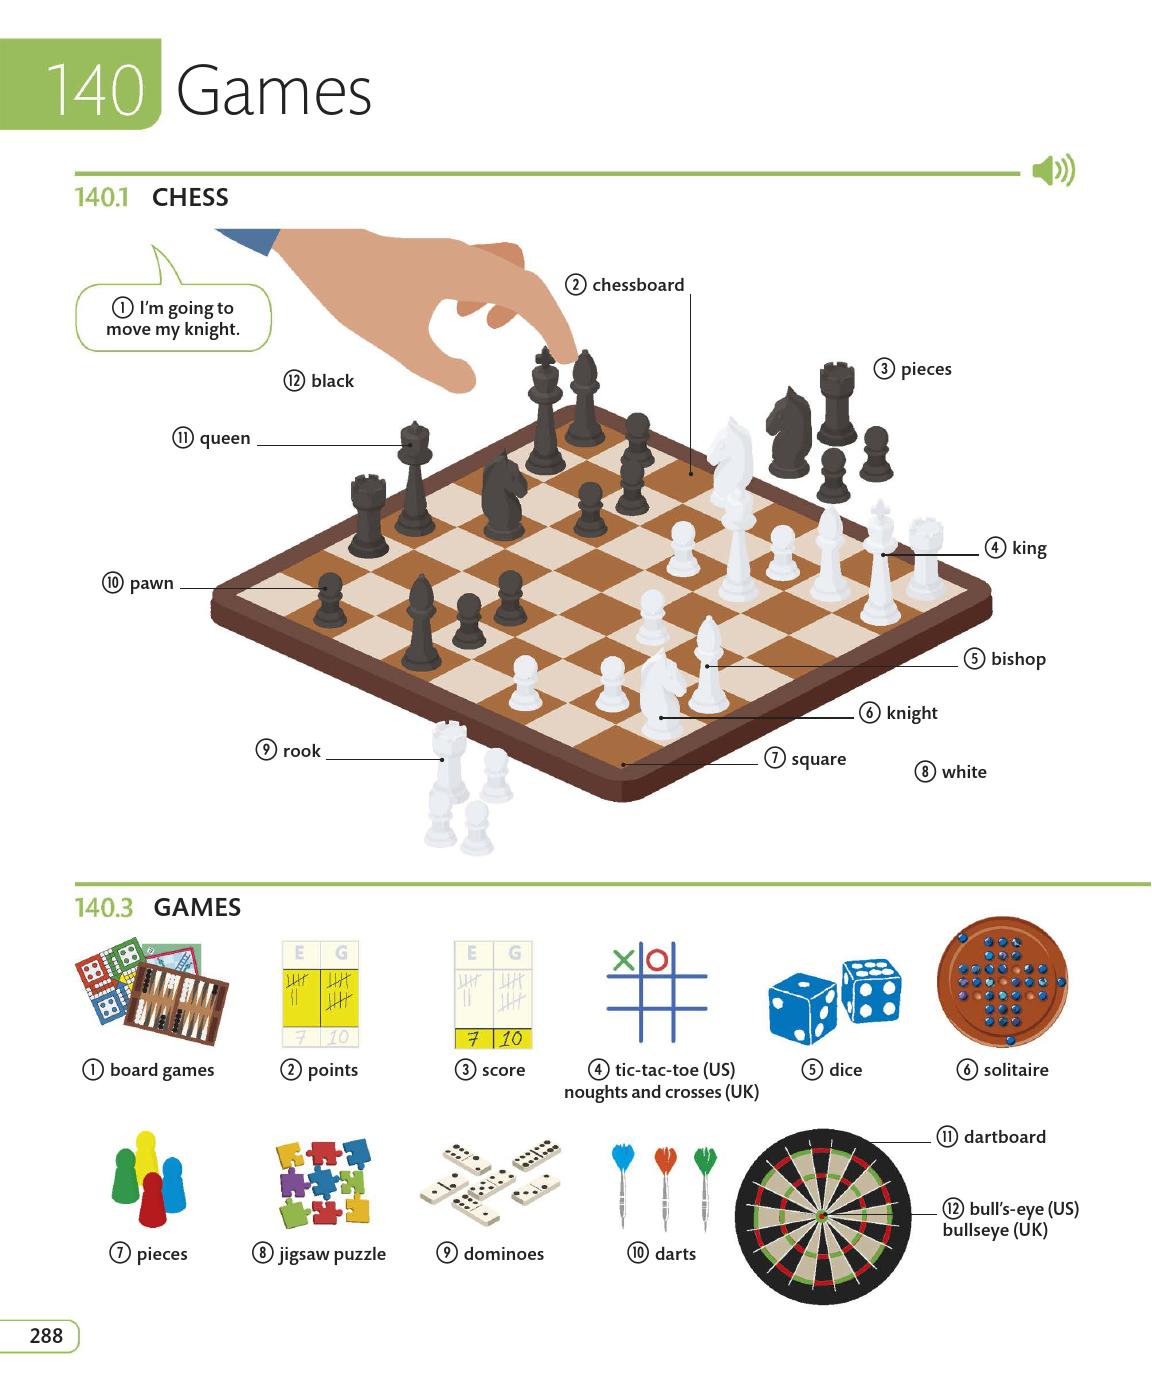 140 Games
140.1 CHESS
① I'm going to
move my knight.
② chessboard
③ pieces
④ king
⑤ bishop
⑥ knight
⑦ square
⑧ white
⑨ rook
⑩ pawn
⑪ queen
⑫ black
140.3 GAMES
E G
7 10
E G
7 10
① board games
② points
③ score
④ tic-tac-toe (US)
noughts and crosses (UK)
⑤ dice
⑥ solitaire
⑦ pieces
⑧ jigsaw puzzle
⑨ dominoes
⑩ darts
⑪ dartboard
⑫ bull's-eye (US)
bullseye (UK)
288